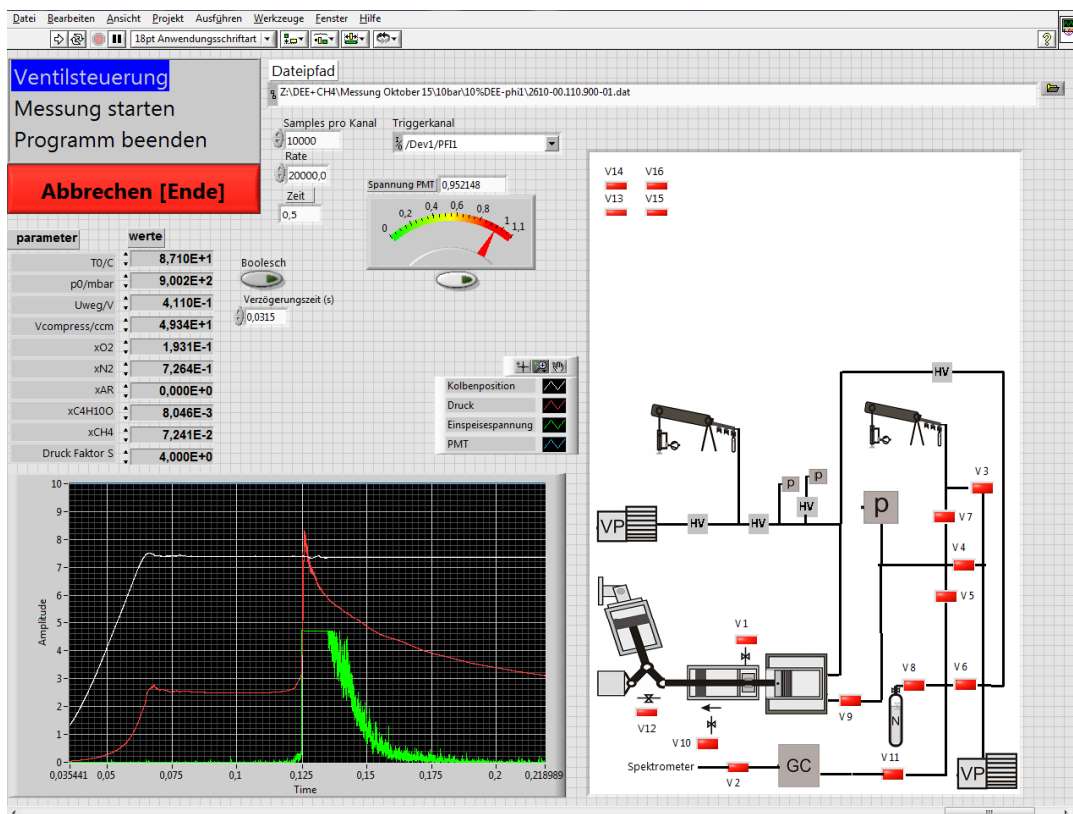 Datei Bearbeiten Ansicht Projekt Ausführen Werkzeuge Fenster Hilfe
18pt Anwendungsschriftart
?
Ventilsteuerung
Messung starten
Programm beenden
Abbrechen [Ende]
Dateipfad
Z:\DEE+CH4\Messung Oktober 15\10bar\10%DEE-phi1\2610-00.110.900-01.dat
Samples pro Kanal
10000
Rate
20000,0
Zeit
0,5
Triggerkanal
/Dev1/PFI1
Spannung PMT 0,952148
0 0,2 0,4 0,6 0,8 1 1,1
Boolesch
Verzögerungszeit (s)
0,0315
parameter werte
T0/C 8,710E+1
p0/mbar 9,002E+2
Uweg/V 4,110E-1
Vcompress/ccm 4,934E+1
xO2 1,931E-1
xN2 7,264E-1
xAR 0,000E+0
xC4H10O 8,046E-3
xCH4 7,241E-2
Druck Faktor S 4,000E+0
Kolbenposition
Druck
Einspeisespannung
PMT
Amplitude
10
9
8
7
6
5
4
3
2
1
0
0,035441 0,05 0,075 0,1 0,125 0,15 0,175 0,2 0,218989
Time
V14 V16
V13 V15
HV
V 3
p
p
HV
p
V 7
VP
HV
HV
V 4
V 5
V 1
V 8
V 6
V 9
N
V12
V 10
Spektrometer
V 2
GC
V 11
VP